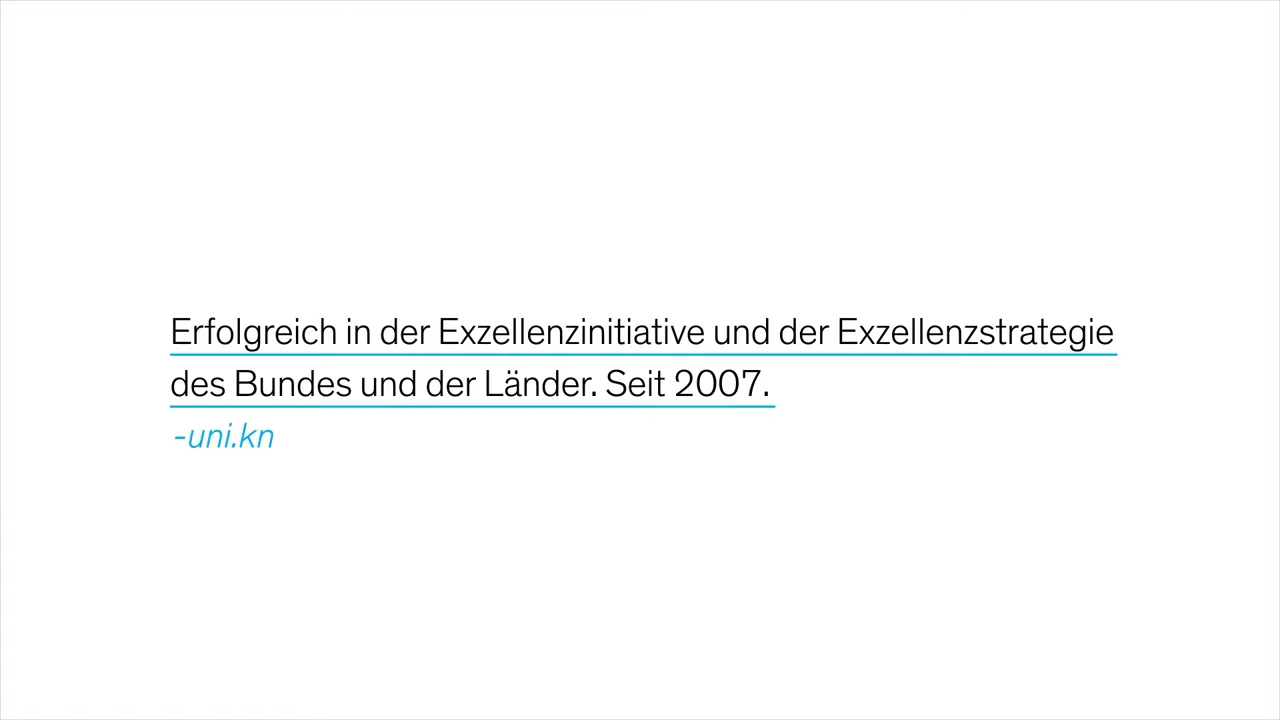 Erfolgreich in der Exzellenzinitiative und der Exzellenzstrategie
des Bundes und der Länder. Seit 2007.
-uni.kn